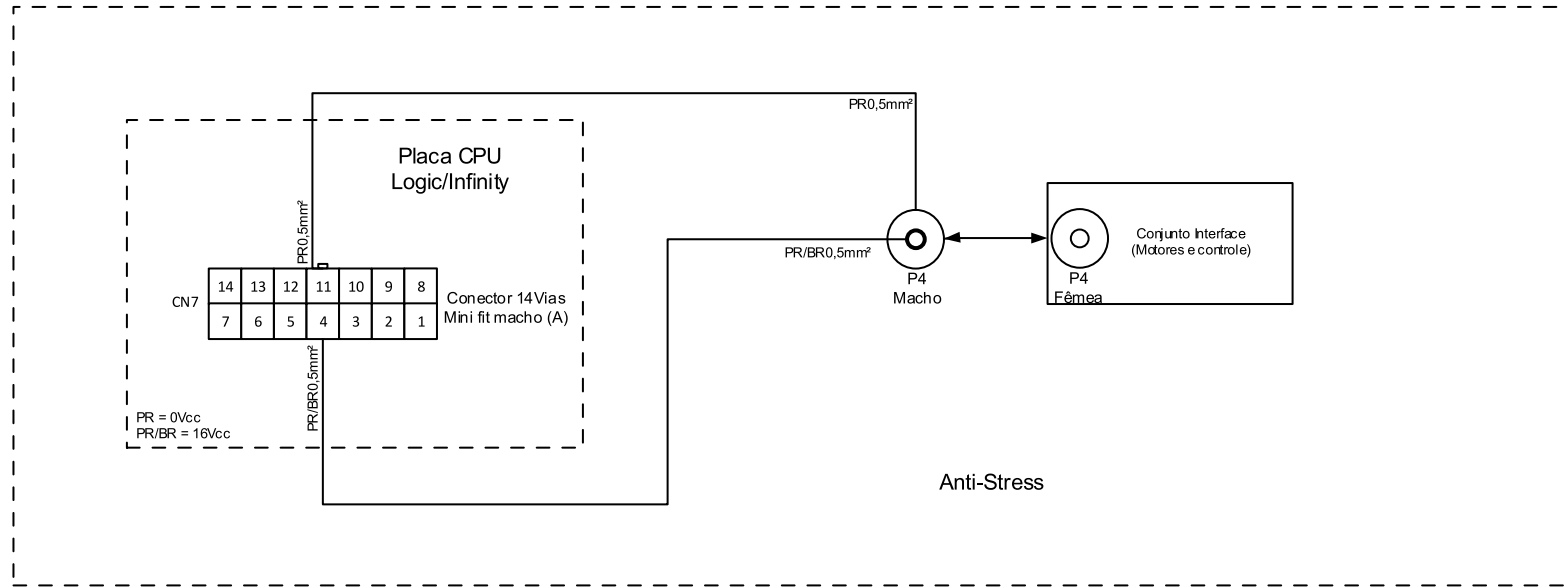 PR0,5mm²
Placa CPU
Logic/Infinity
PR0,5mm²
PR/BR0,5mm²
Conjunto Interface
(Motores e controle)
P4
Macho
P4
Fêmea
CN7
14 13 12 11 10 9 8
7 6 5 4 3 2 1
Conector 14Vias
Mini fit macho (A)
PR/BR0,5mm²
PR = 0Vcc
PR/BR = 16Vcc
Anti-Stress